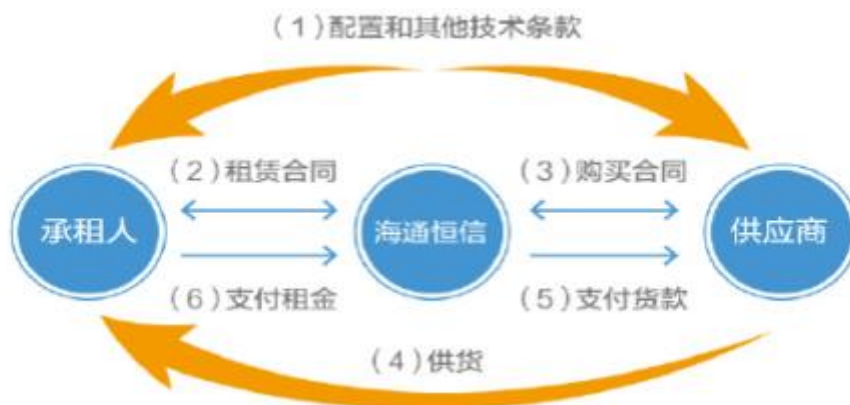 (1)配置和其他技术条款
(2)租赁合同
(3)购买合同
承租人
海通恒信
供应商
(6)支付租金
(5)支付货款
(4)供货